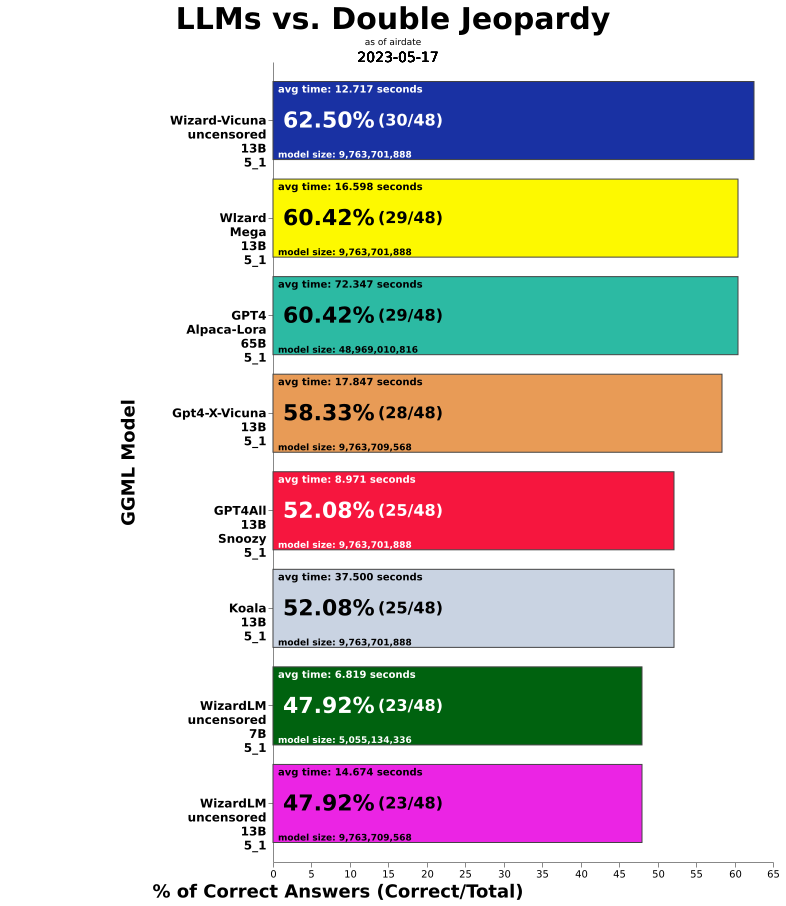 LLMs vs. Double Jeopardy
as of airdate
2023-05-17
GGML Model
Wizard-Vicuna
uncensored
13B
5_1
avg time: 12.717 seconds
62.50% (30/48)
model size: 9,763,701,888
WIzard
Mega
13B
5_1
avg time: 16.598 seconds
60.42% (29/48)
model size: 9,763,701,888
GPT4
Alpaca-Lora
65B
5_1
avg time: 72.347 seconds
60.42% (29/48)
model size: 48,969,010,816
Gpt4-X-Vicuna
13B
5_1
avg time: 17.847 seconds
58.33% (28/48)
model size: 9,763,709,568
GPT4All
13B
Snoozy
5_1
avg time: 8.971 seconds
52.08% (25/48)
model size: 9,763,701,888
Koala
13B
5_1
avg time: 37.500 seconds
52.08% (25/48)
model size: 9,763,701,888
WizardLM
uncensored
7B
5_1
avg time: 6.819 seconds
47.92% (23/48)
model size: 5,055,134,336
WizardLM
uncensored
13B
5_1
avg time: 14.674 seconds
47.92% (23/48)
model size: 9,763,709,568
0 5 10 15 20 25 30 35 40 45 50 55 60 65
% of Correct Answers (Correct/Total)